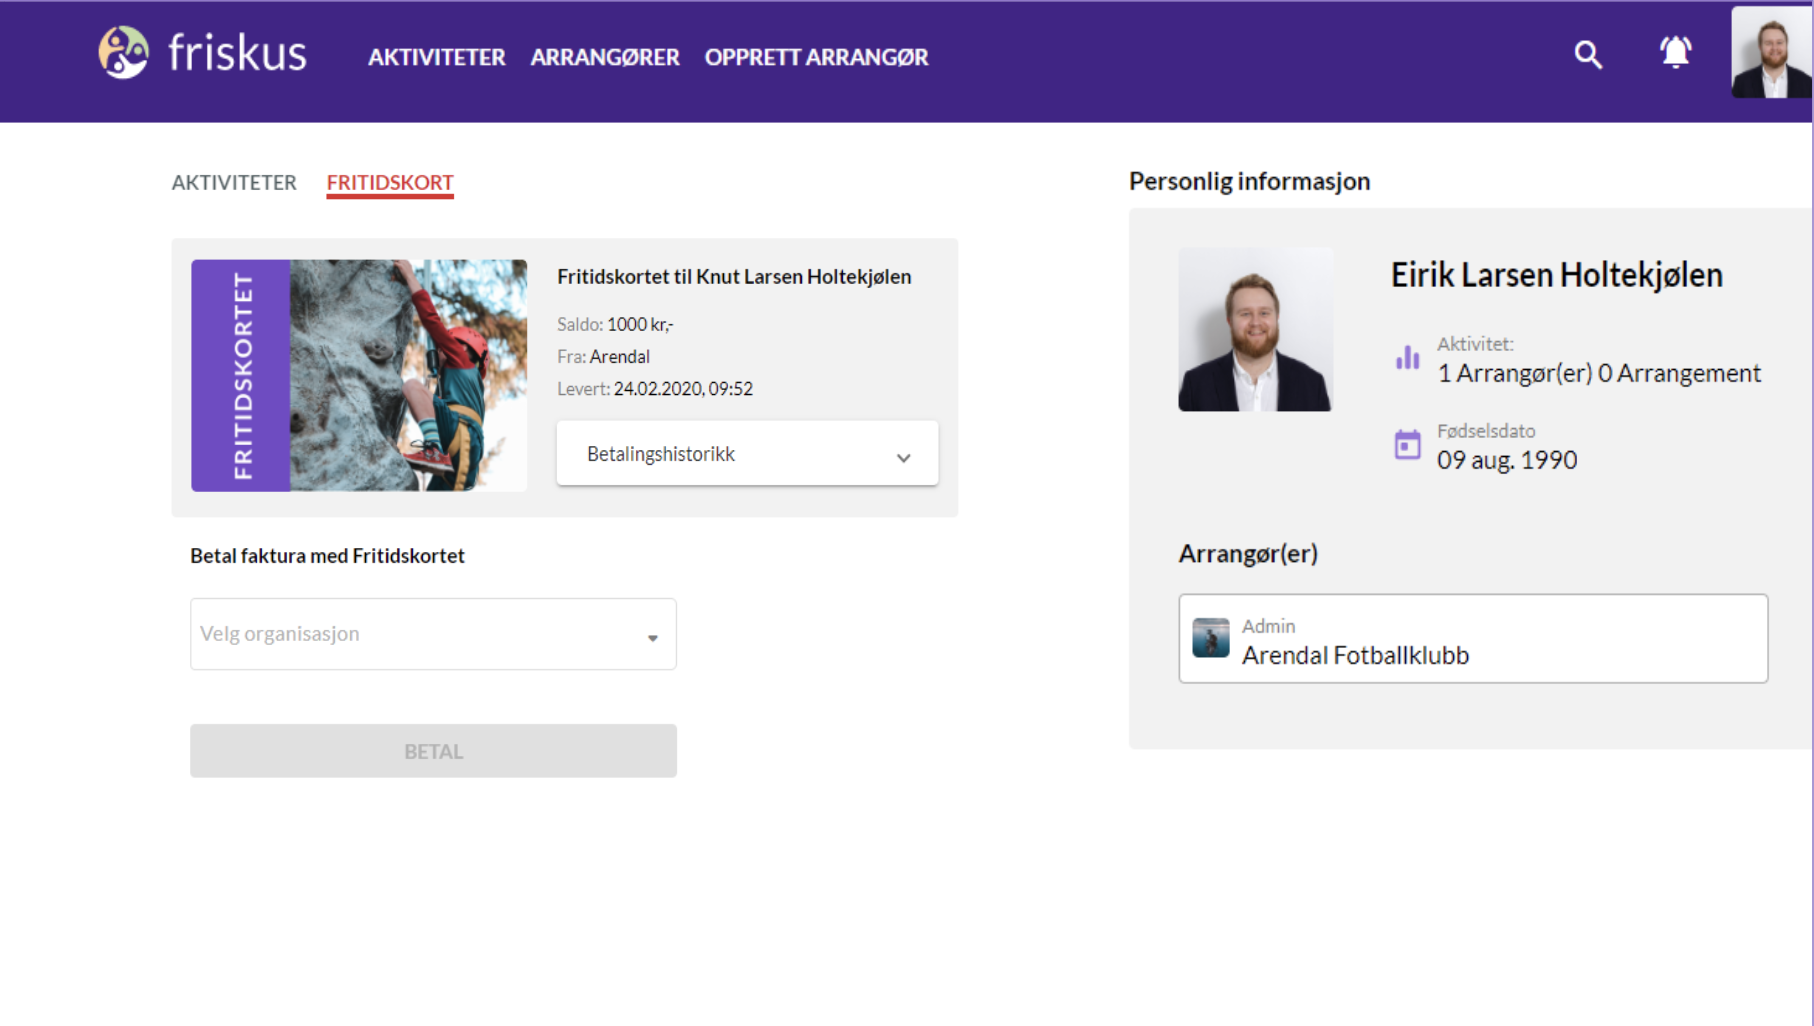 friskus
AKTIVITETER ARRANGØRER OPPRETT ARRANGØR
AKTIVITETER FRITIDSKORT
FRITIDSKORTET
Fritidskortet til Knut Larsen Holtekjølen
Saldo: 1000 kr,-
Fra: Arendal
Levert: 24.02.2020, 09:52
Betalingshistorikk
Betal faktura med Fritidskortet
Velg organisasjon
BETAL
Personlig informasjon
Eirik Larsen Holtekjølen
Aktivitet:
1 Arrangør(er) 0 Arrangement
Fødselsdato
09 aug. 1990
Arrangør(er)
Admin
Arendal Fotballklubb